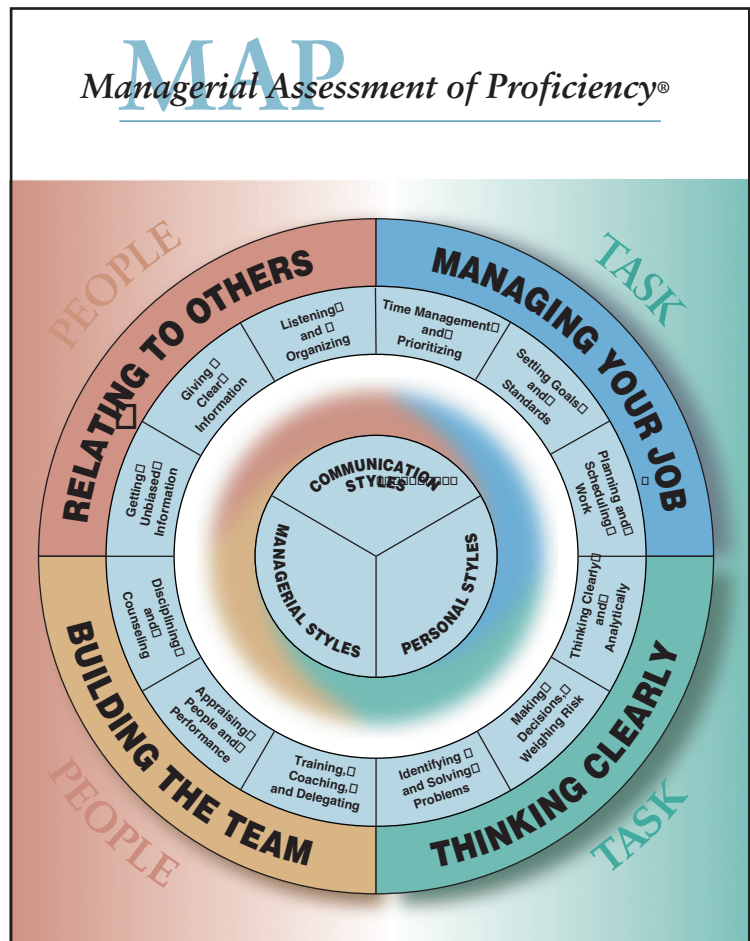 MAP
Managerial Assessment of Proficiency®
PEOPLE
TASK
RELATING TO OTHERS
MANAGING YOUR JOB
Listening
and
Organizing
Time Management
and
Prioritizing
Giving
Clear
Information
Setting Goals
and
Standards
Getting
Unbiased
Information
Planning and
Scheduling
Work
COMMUNICATION
STYLES
MANAGERIAL STYLES
PERSONAL STYLES
Disciplining
and
Counseling
Thinking Clearly
and
Analytically
Appraising
People and
Performance
Making
Decisions,
Weighing Risk
Training,
Coaching,
and Delegating
Identifying
and Solving
Problems
BUILDING THE TEAM
THINKING CLEARLY
PEOPLE
TASK